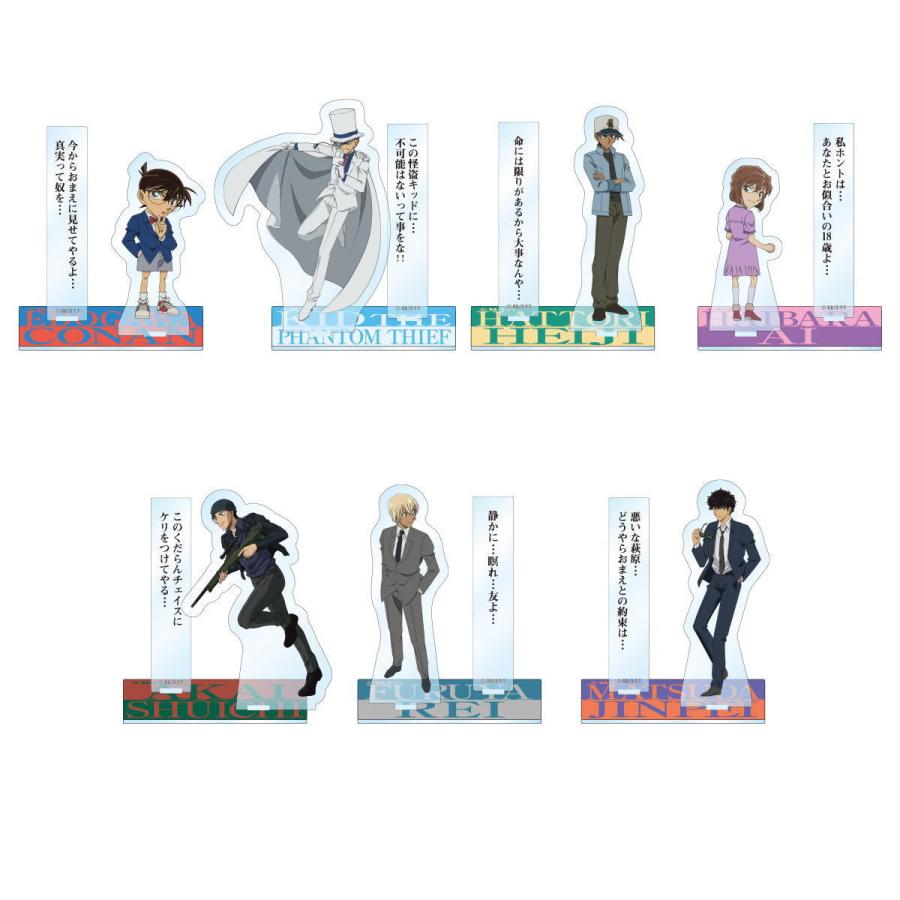 今からおまえに見せてやるよ…
真実って奴を…
EDOGAWA
CONAN
この怪盗キッドに…
不可能はないって事をな!!
KID THE
PHANTOM THIEF
命には限りがあるから大事なんや…
HATTORI
HEIJI
私ホントは…
あなたとお似合いの18歳よ…
HAIBARA
AI
このくだらんチェイスに
ケリをつけてやる…
AKAI
SHUICHI
静かに…瞑れ…友よ…
FURUYA
REI
悪いな萩原…
どうやらおまえとの約束は…
MATSUDA
JINPEI